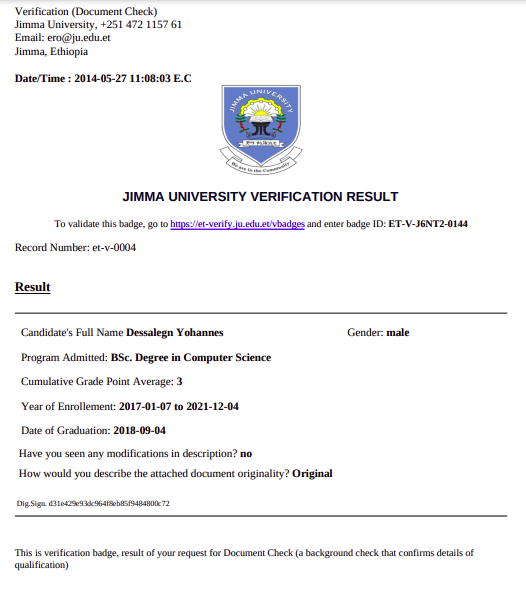 Verification (Document Check)
Jimma University, +251 472 1157 61
Email: ero@ju.edu.et
Jimma, Ethiopia
Date/Time : 2014-05-27 11:08:03 E.C
JIMMA UNIVERSITY
We are in the Community
JIMMA UNIVERSITY VERIFICATION RESULT
To validate this badge, go to https://et-verify.ju.edu.et/vbadges and enter badge ID: ET-V-J6NT2-0144
Record Number: et-v-0004
Result
Candidate's Full Name Dessalegn Yohannes Gender: male
Program Admitted: BSc. Degree in Computer Science
Cumulative Grade Point Average: 3
Year of Enrollement: 2017-01-07 to 2021-12-04
Date of Graduation: 2018-09-04
Have you seen any modifications in description? no
How would you describe the attached document originality? Original
Dig.Sign. d31e429e93dc964f8eb85f9484800c72
This is verification badge, result of your request for Document Check (a background check that confirms details of
qualification)